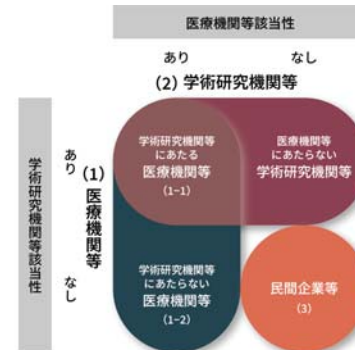 医療機関等該当性
あり
なし
(2) 学術研究機関等
学術研究機関等該当性
あり
なし
(1) 医療機関等
学術研究機関等
にあたる
医療機関等
(1−1)
医療機関等
にあたらない
学術研究機関等
学術研究機関等
にあたらない
医療機関等
(1−2)
民間企業等
(3)